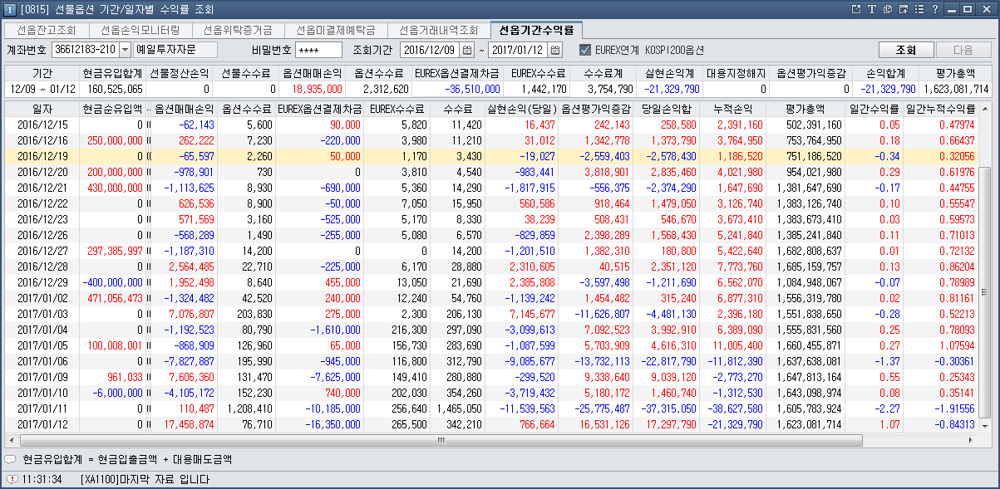 1 [0815] 선물옵션 기간/일자별 수익률 조회 T ?
선옵잔고조회 선옵손익모니터링 선옵위탁증거금 선옵미결제예탁금 선옵거래내역조회 선옵기간수익률
계좌번호 36612183-210 예일투자자문 비밀번호 **** 조회기간 2016/12/09 ~ 2017/01/12 EUREX연계 KOSPI200옵션 조회 다음
기간 현금유입합계 선물정산손익 선물수수료 옵션매매손익 옵션수수료 EUREX옵션결제차금 EUREX수수료 수수료계 실현손익계 대용지정해지 옵션평가익증감 손익합계 평가총액
12/09 ~ 01/12 160,525,065 0 0 18,935,000 2,312,620 -36,510,000 1,442,170 3,754,790 -21,329,790 0 0 -21,329,790 1,623,081,714
일자 현금순유입액 .. 옵션매매손익 옵션수수료 EUREX옵션결제차금 EUREX수수료 수수료 실현손익(당일) 옵션평가익증감 당일손익합 누적손익 평가총액 일간수익률 일간누적수익률
2016/12/15 0 -62,143 5,600 90,000 5,820 11,420 16,437 242,143 258,580 2,391,160 502,391,160 0.05 0.47974
2016/12/16 250,000,000 262,222 7,230 -220,000 3,980 11,210 31,012 1,342,778 1,373,790 3,764,950 753,764,950 0.18 0.66437
2016/12/19 0 -65,597 2,260 50,000 1,170 3,430 -19,027 -2,559,403 -2,578,430 1,186,520 751,186,520 -0.34 0.32056
2016/12/20 200,000,000 -978,901 730 0 3,810 4,540 -983,441 3,818,901 2,835,460 4,021,980 954,021,980 0.29 0.61976
2016/12/21 430,000,000 -1,113,625 8,930 -690,000 5,360 14,290 -1,817,915 -556,375 -2,374,290 1,647,690 1,381,647,690 -0.17 0.44755
2016/12/22 0 626,536 8,900 -50,000 7,050 15,950 560,586 918,464 1,479,050 3,126,740 1,383,126,740 0.10 0.55547
2016/12/23 0 571,569 3,160 -525,000 5,170 8,330 38,239 508,431 546,670 3,673,410 1,383,673,410 0.03 0.59573
2016/12/26 0 -568,289 1,490 -255,000 5,080 6,570 -829,859 2,398,289 1,568,430 5,241,840 1,385,241,840 0.11 0.71013
2016/12/27 297,385,997 -1,187,310 14,200 0 0 14,200 -1,201,510 1,382,310 180,800 5,422,640 1,682,808,637 0.01 0.72132
2016/12/28 0 2,564,485 22,710 -225,000 6,170 28,880 2,310,605 40,515 2,351,120 7,773,760 1,685,159,757 0.13 0.86204
2016/12/29 -400,000,000 1,952,498 8,640 455,000 13,050 21,690 2,385,808 -3,597,498 -1,211,690 6,562,070 1,084,948,067 -0.07 0.78989
2017/01/02 471,056,473 -1,324,482 42,520 240,000 12,240 54,760 -1,139,242 1,454,482 315,240 6,877,310 1,556,319,780 0.02 0.81161
2017/01/03 0 7,076,807 203,830 275,000 2,300 206,130 7,145,677 -11,626,807 -4,481,130 2,396,180 1,551,838,650 -0.28 0.52213
2017/01/04 0 -1,192,523 80,790 -1,610,000 216,300 297,090 -3,099,613 7,092,523 3,992,910 6,389,090 1,555,831,560 0.25 0.78093
2017/01/05 100,008,001 -868,909 126,960 65,000 156,730 283,690 -1,087,599 5,703,909 4,616,310 11,005,400 1,660,455,871 0.27 1.07594
2017/01/06 0 -7,827,887 195,990 -945,000 116,800 312,790 -9,085,677 -13,732,113 -22,817,790 -11,812,390 1,637,638,081 -1.37 -0.30361
2017/01/09 961,033 7,606,360 131,470 -7,625,000 149,410 280,880 -299,520 9,338,640 9,039,120 -2,773,270 1,647,813,164 0.55 0.25343
2017/01/10 -6,000,000 -4,105,172 152,230 740,000 202,030 354,260 -3,719,432 5,180,172 1,460,740 -1,312,530 1,643,098,974 0.08 0.35141
2017/01/11 0 110,487 1,208,410 -10,185,000 256,640 1,465,050 -11,539,563 -25,775,487 -37,315,050 -38,627,580 1,605,783,924 -2.27 -1.91556
2017/01/12 0 17,458,874 76,710 -16,350,000 265,500 342,210 766,664 16,531,126 17,297,790 -21,329,790 1,623,081,714 1.07 -0.84313
현금유입합계 = 현금입출금액 + 대용매도금액
11:31:34 [XA1100]마지막 자료 입니다